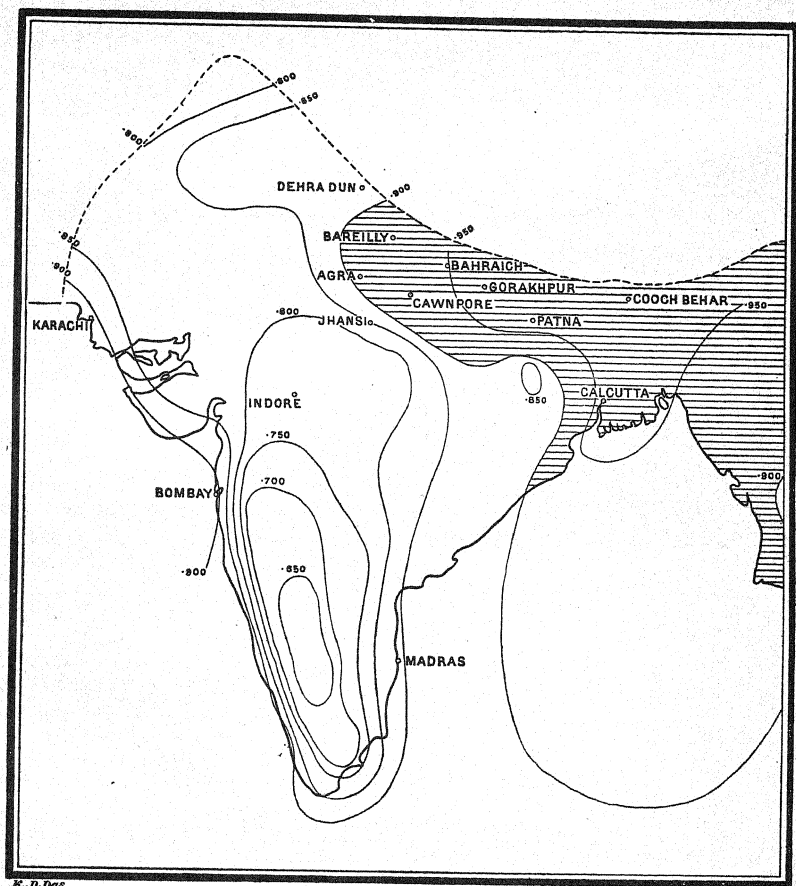 ·800
·850
·800
DEHRA DUN
·900
·950
BAREILLY
·850
·900
AGRA
BAHRAICH
GORAKHPUR
CAWNPORE
COOCH BEHAR
·950
KARACHI
·800
JHANSI
PATNA
INDORE
·850
CALCUTTA
·750
·700
·900
BOMBAY
·900
·650
MADRAS
K. D. Das